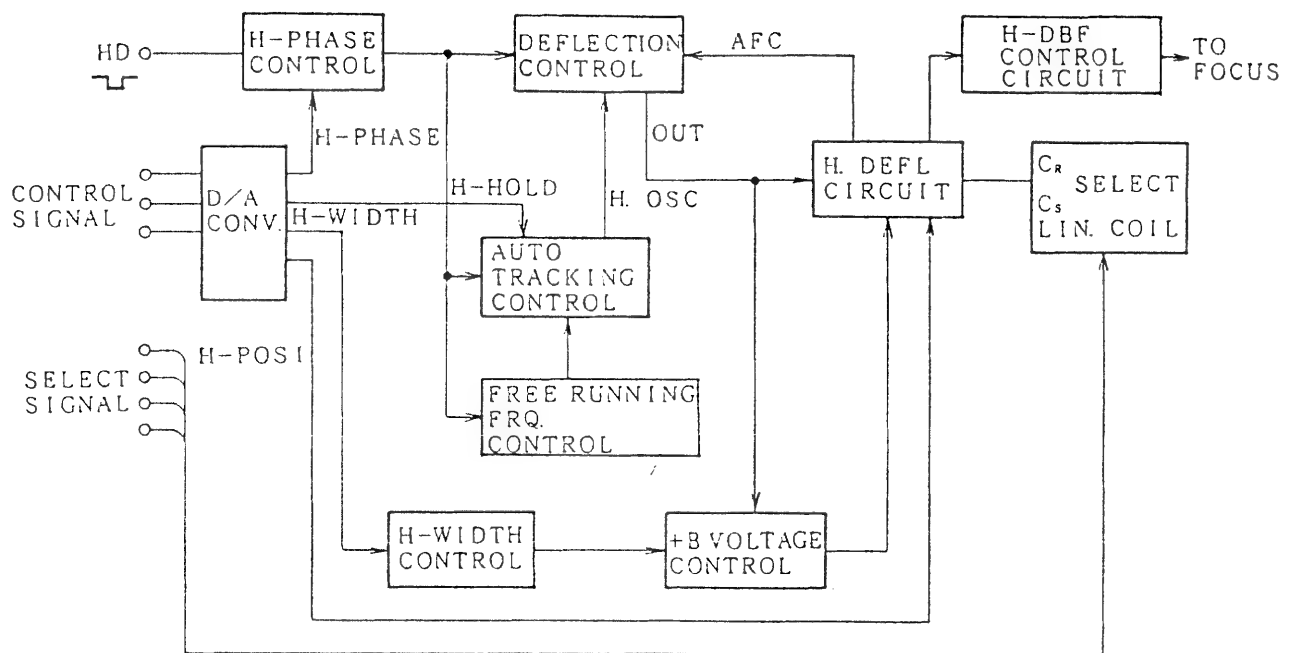 HD
H-PHASE
CONTROL
DEFLECTION
CONTROL
AFC
H-DBF
CONTROL
CIRCUIT
TO
FOCUS
H-PHASE
OUT
CONTROL
SIGNAL
D/A
CONV.
H-HOLD
H-WIDTH
H. OSC
H. DEFL
CIRCUIT
CR SELECT
CS
LIN. COIL
AUTO
TRACKING
CONTROL
H-POSI
SELECT
SIGNAL
FREE RUNNING
FRQ.
CONTROL
H-WIDTH
CONTROL
+B VOLTAGE
CONTROL